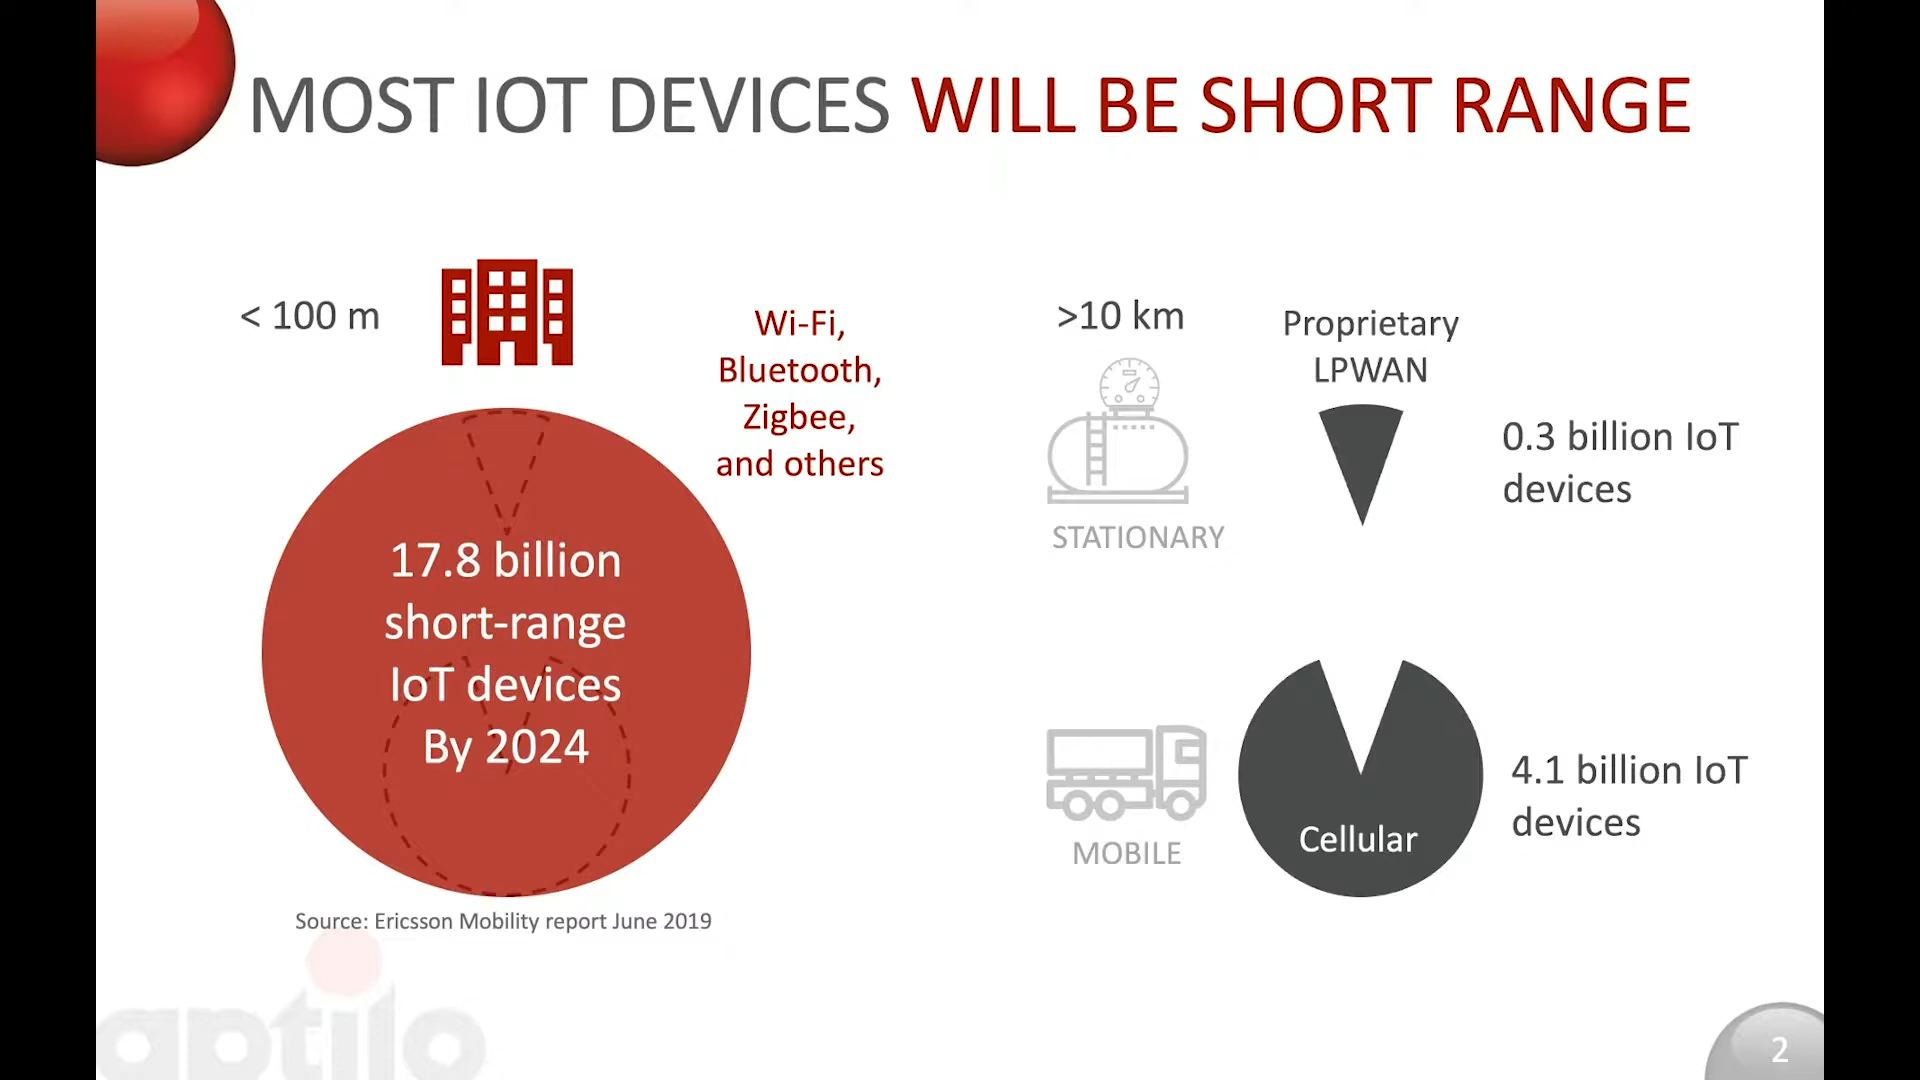 MOST IOT DEVICES WILL BE SHORT RANGE
< 100 m
Wi-Fi,
Bluetooth,
Zigbee,
and others
17.8 billion
short-range
IoT devices
By 2024
Source: Ericsson Mobility report June 2019
>10 km
Proprietary
LPWAN
0.3 billion IoT
devices
STATIONARY
4.1 billion IoT
devices
Cellular
MOBILE
aptilo
2